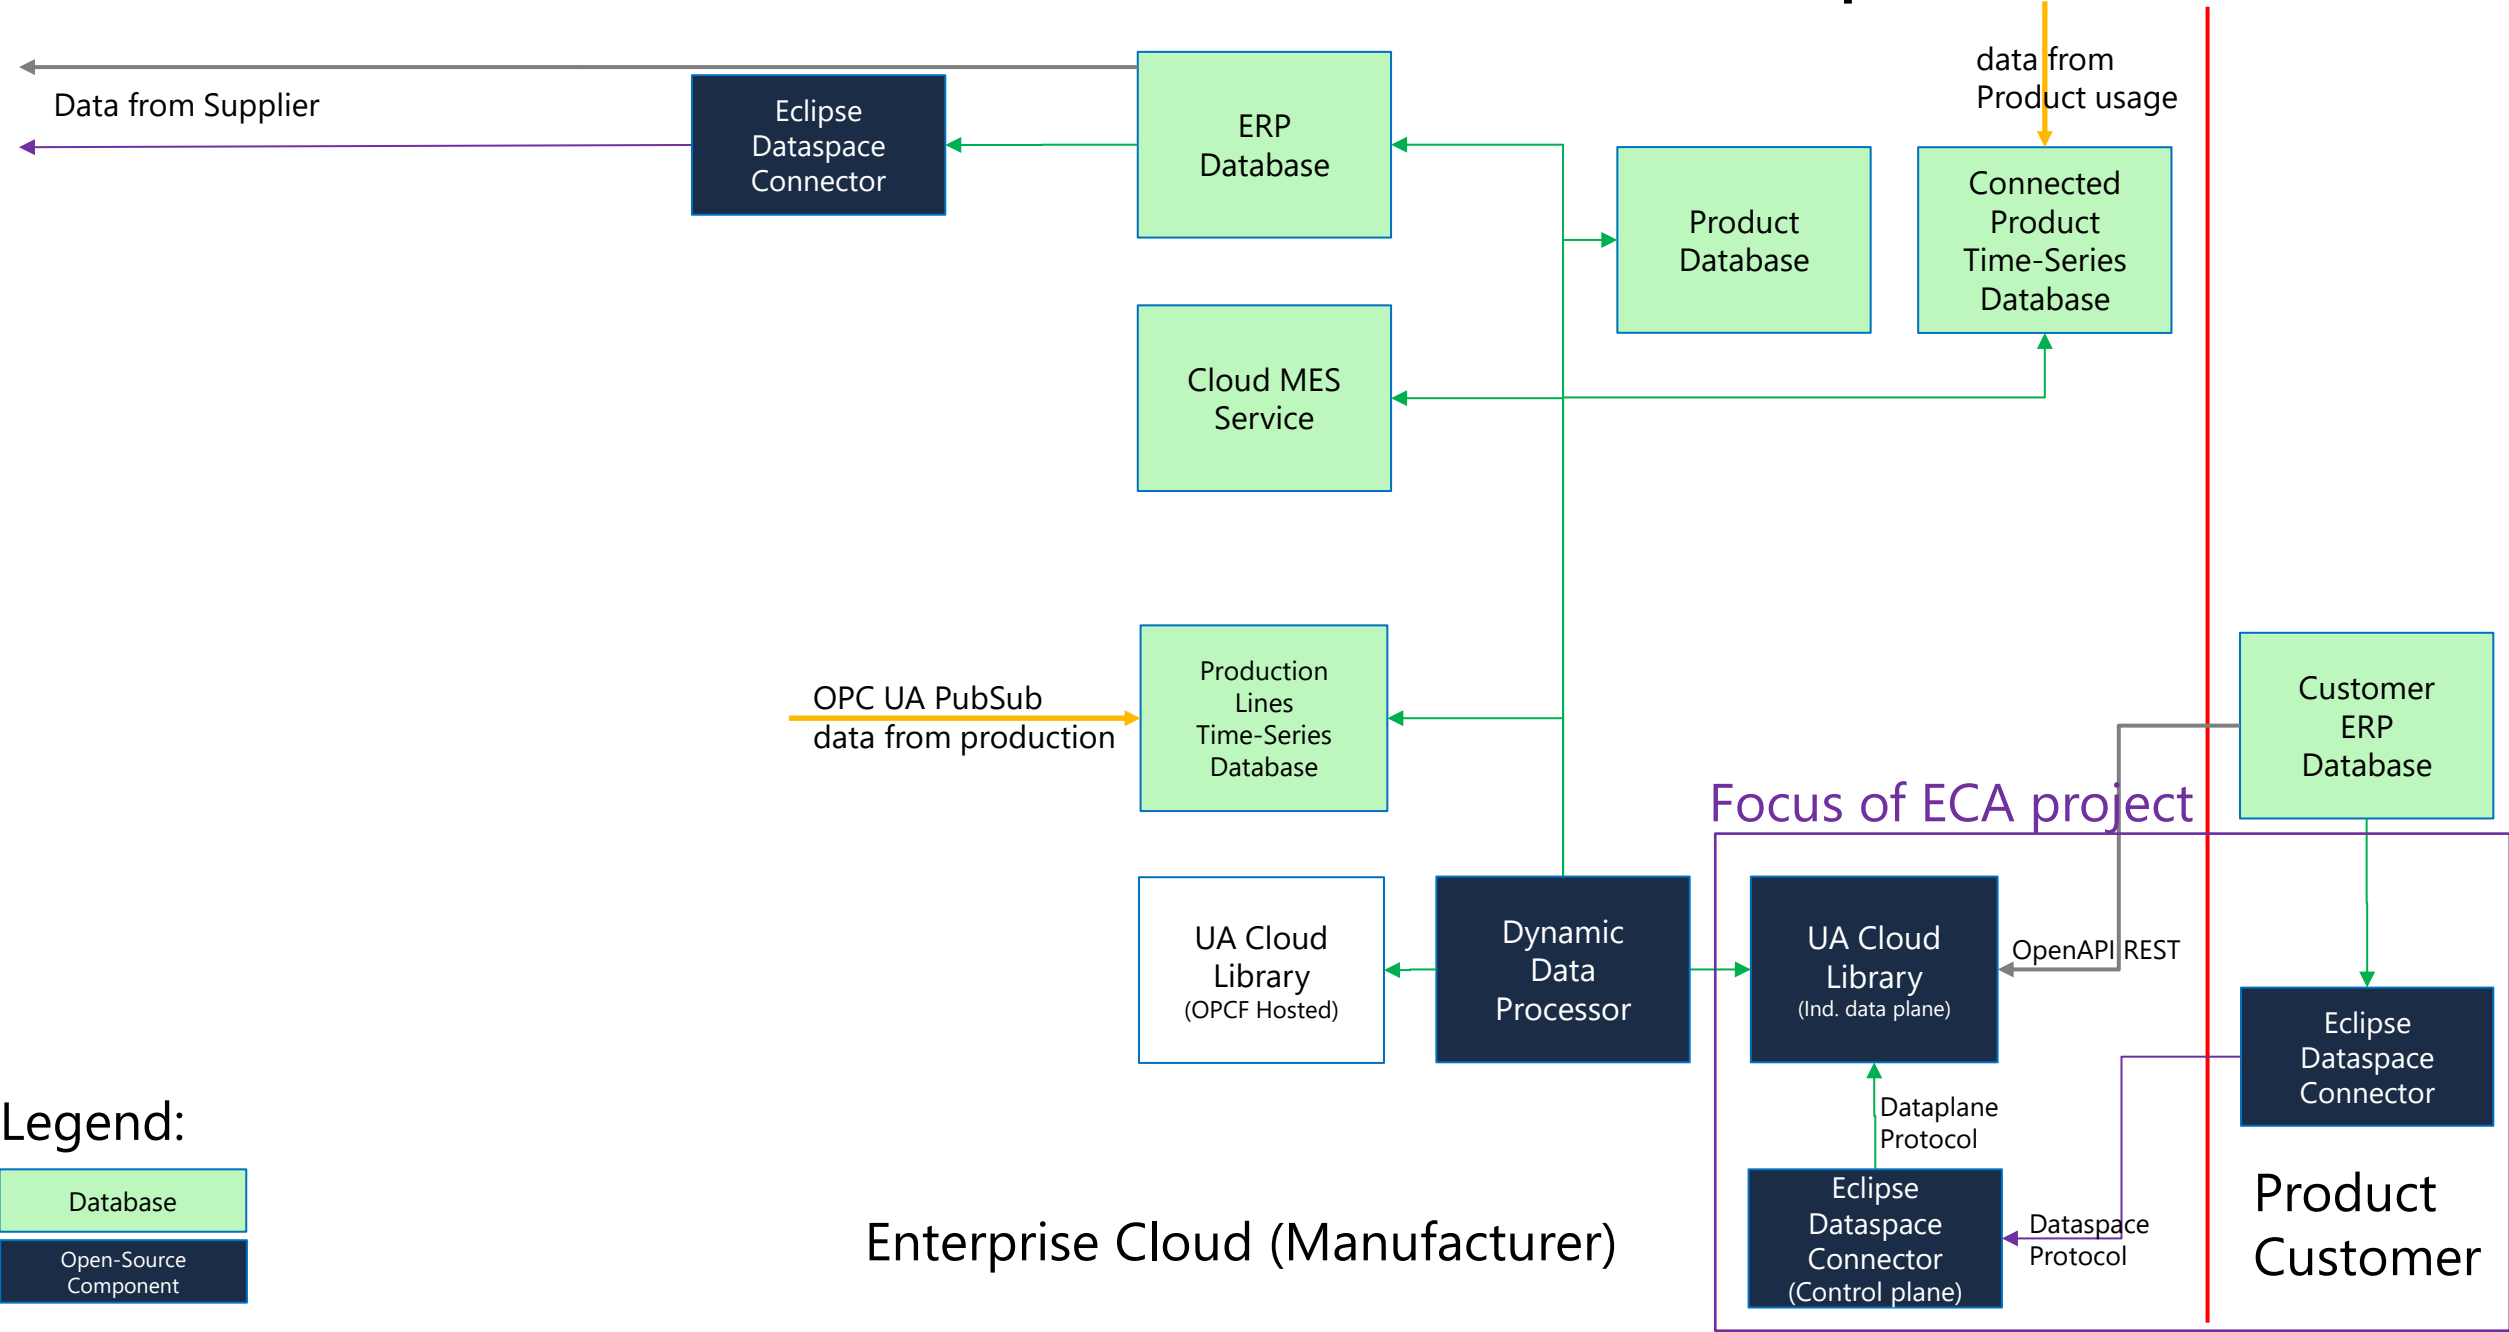 data from
Product usage
Data from Supplier
Eclipse
Dataspace
Connector
ERP
Database
Product
Database
Connected
Product
Time-Series
Database
Cloud MES
Service
OPC UA PubSub
data from production
Production
Lines
Time-Series
Database
Customer
ERP
Database
Focus of ECA project
UA Cloud
Library
(OPCF Hosted)
Dynamic
Data
Processor
UA Cloud
Library
(Ind. data plane)
OpenAPI REST
Eclipse
Dataspace
Connector
Dataplane
Protocol
Eclipse
Dataspace
Connector
(Control plane)
Dataspace
Protocol
Product
Customer
Enterprise Cloud (Manufacturer)
Legend:
Database
Open-Source
Component